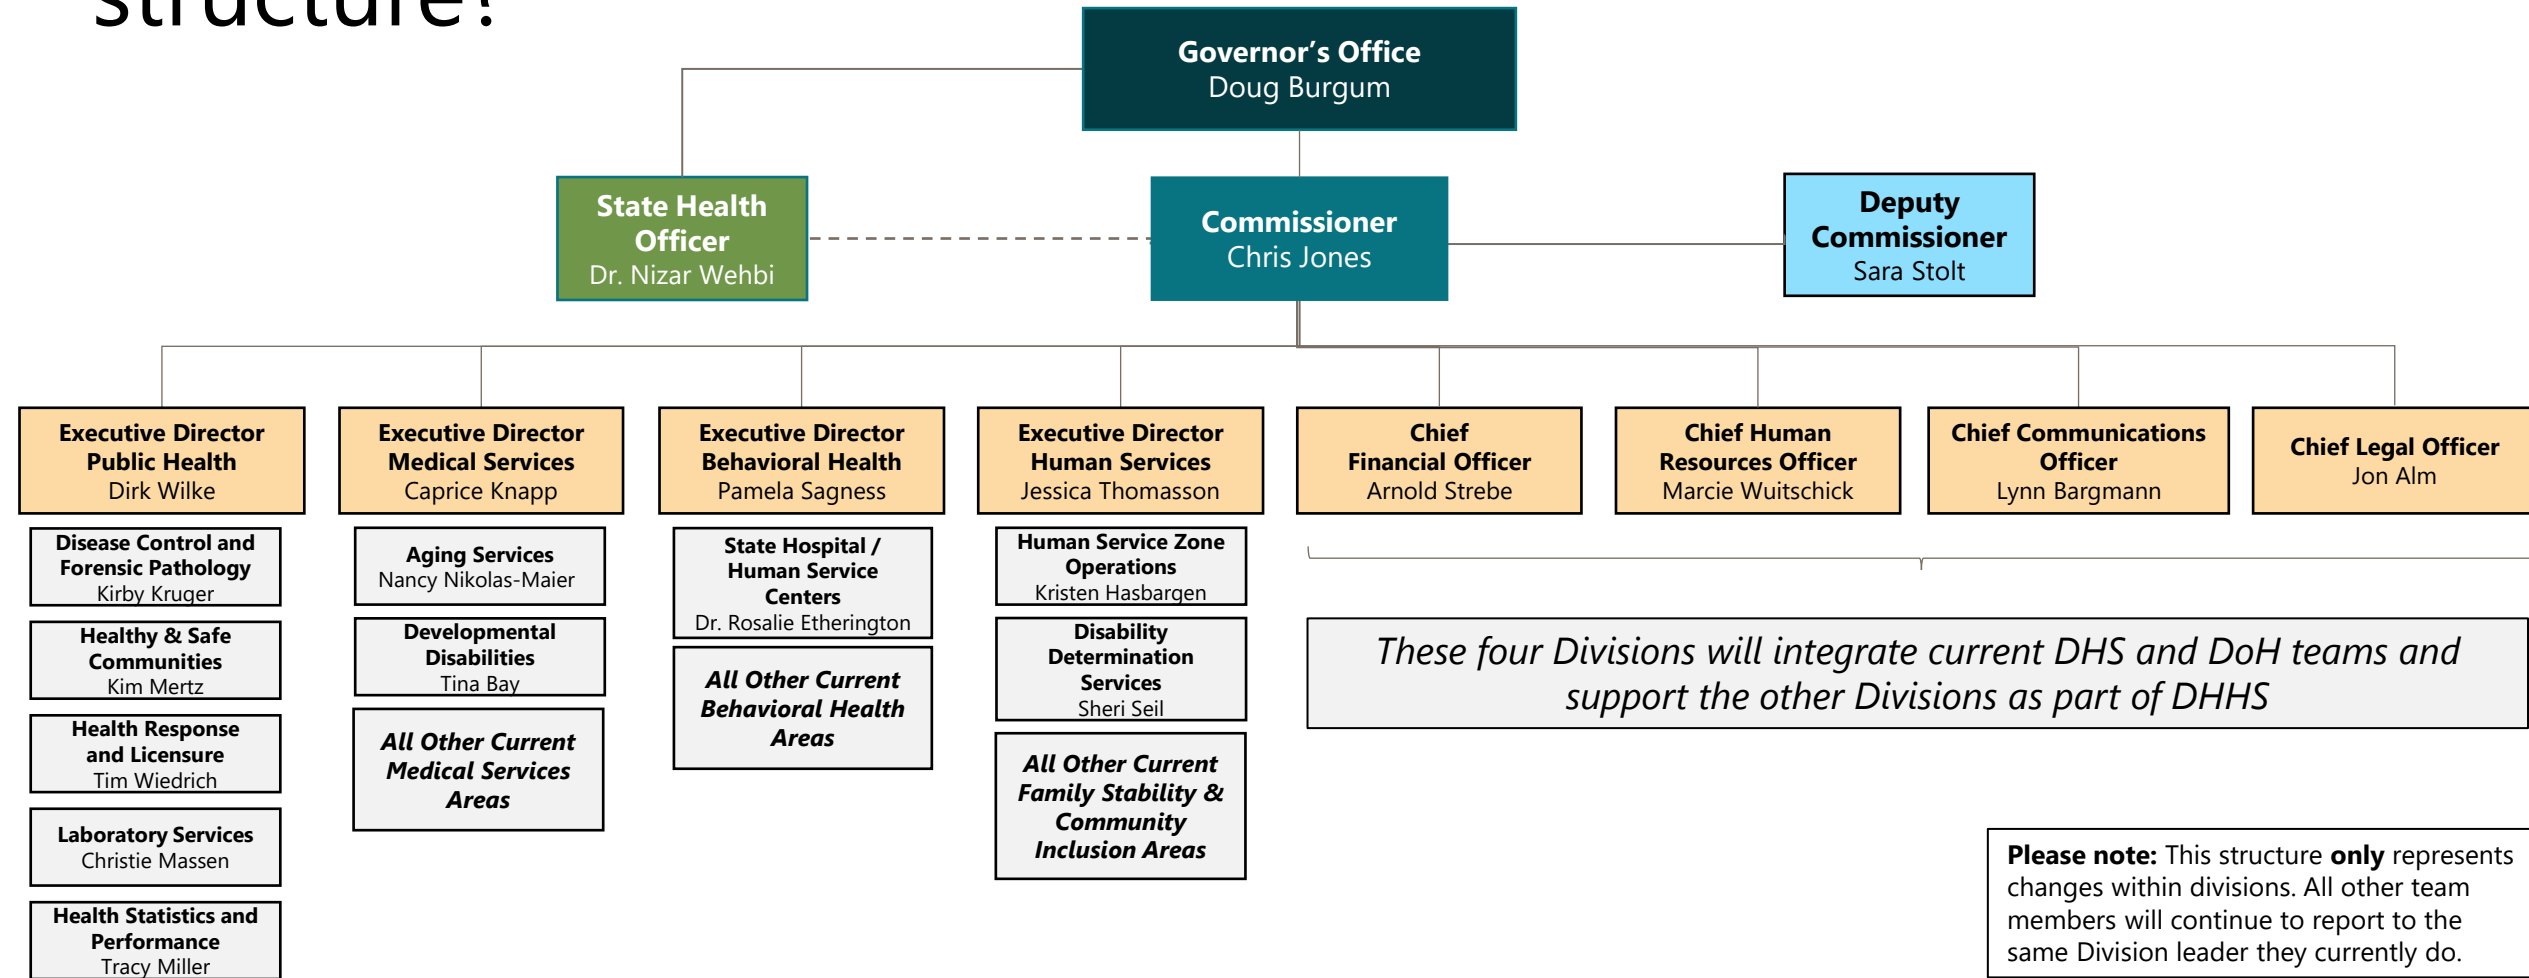 structure?
Governor’s Office
Doug Burgum
State Health
Officer
Dr. Nizar Wehbi
Commissioner
Chris Jones
Deputy
Commissioner
Sara Stolt
Executive Director
Public Health
Dirk Wilke
Executive Director
Medical Services
Caprice Knapp
Executive Director
Behavioral Health
Pamela Sagness
Executive Director
Human Services
Jessica Thomasson
Chief
Financial Officer
Arnold Strebe
Chief Human
Resources Officer
Marcie Wuitschick
Chief Communications
Officer
Lynn Bargmann
Chief Legal Officer
Jon Alm
Disease Control and
Forensic Pathology
Kirby Kruger
Healthy & Safe
Communities
Kim Mertz
Health Response
and Licensure
Tim Wiedrich
Laboratory Services
Christie Massen
Health Statistics and
Performance
Tracy Miller
Aging Services
Nancy Nikolas-Maier
Developmental
Disabilities
Tina Bay
All Other Current
Medical Services
Areas
State Hospital /
Human Service
Centers
Dr. Rosalie Etherington
All Other Current
Behavioral Health
Areas
Human Service Zone
Operations
Kristen Hasbargen
Disability
Determination
Services
Sheri Seil
All Other Current
Family Stability &
Community
Inclusion Areas
These four Divisions will integrate current DHS and DoH teams and
support the other Divisions as part of DHHS
Please note: This structure only represents
changes within divisions. All other team
members will continue to report to the
same Division leader they currently do.